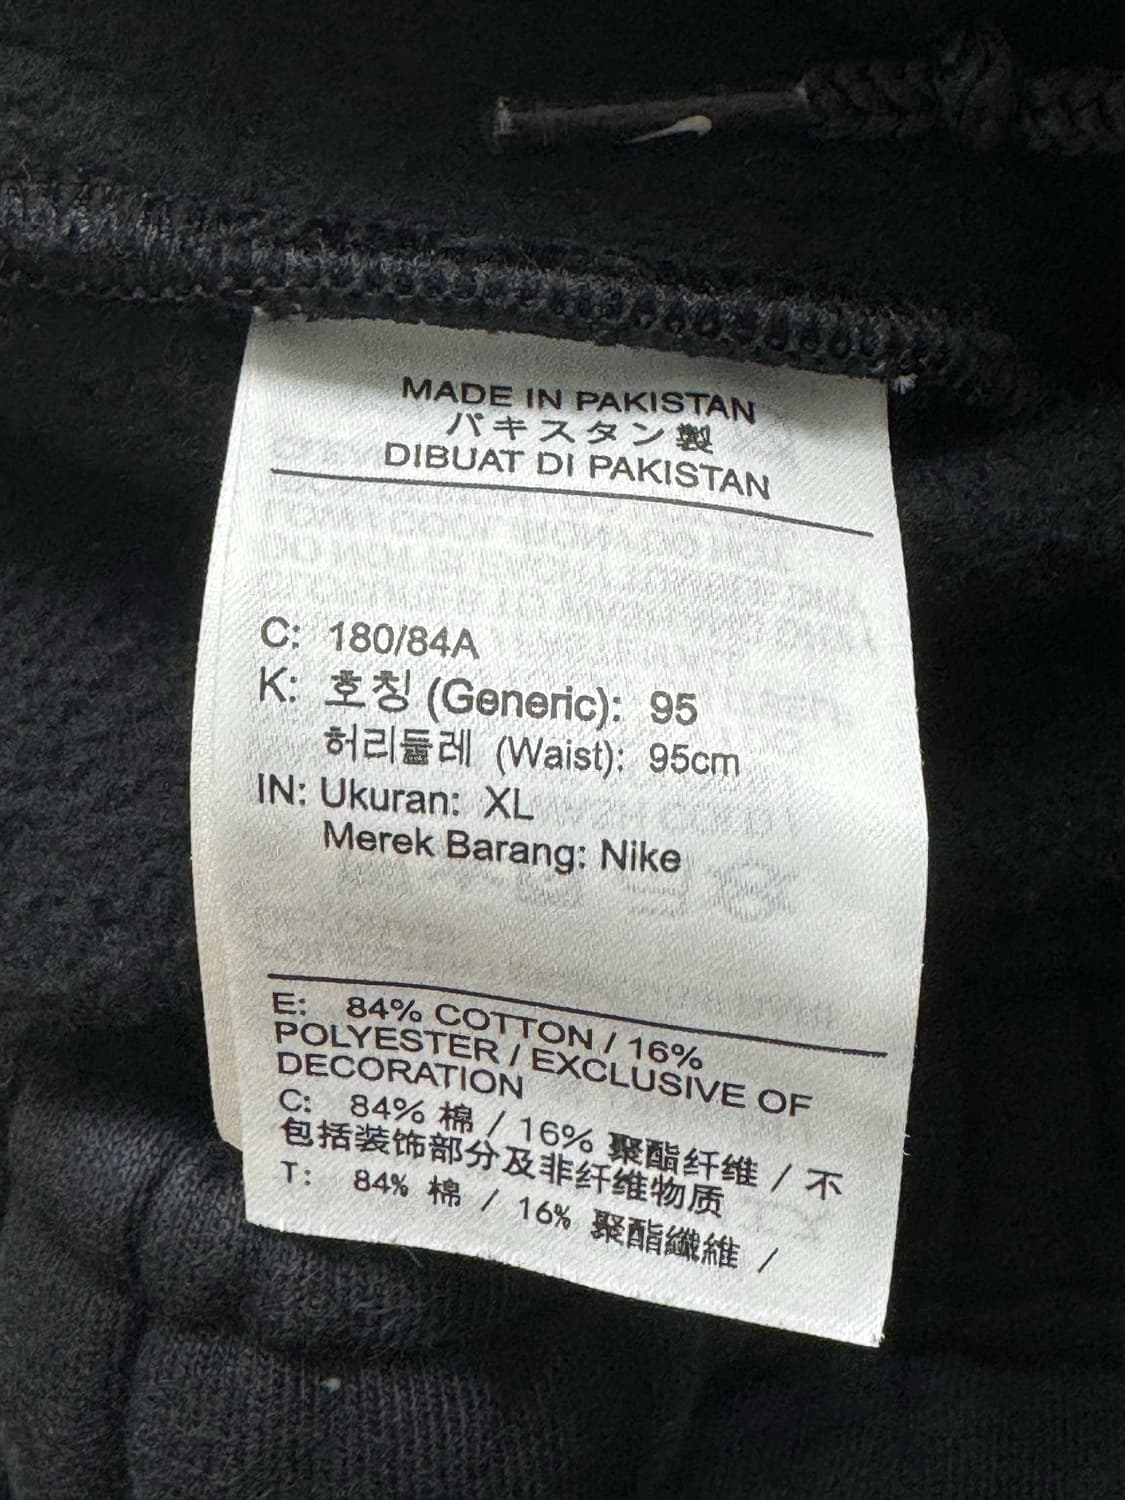 MADE IN PAKISTAN
パキスタン製
DIBUAT DI PAKISTAN
C: 180/84A
K: 호칭 (Generic): 95
허리둘레 (Waist): 95cm
IN: Ukuran: XL
Merek Barang: Nike
E: 84% COTTON / 16%
POLYESTER / EXCLUSIVE OF
DECORATION
C: 84% 棉 / 16% 聚酯纤维 / 不
包括装饰部分及非纤维物质
T: 84% 棉 / 16% 聚酯纖維 /